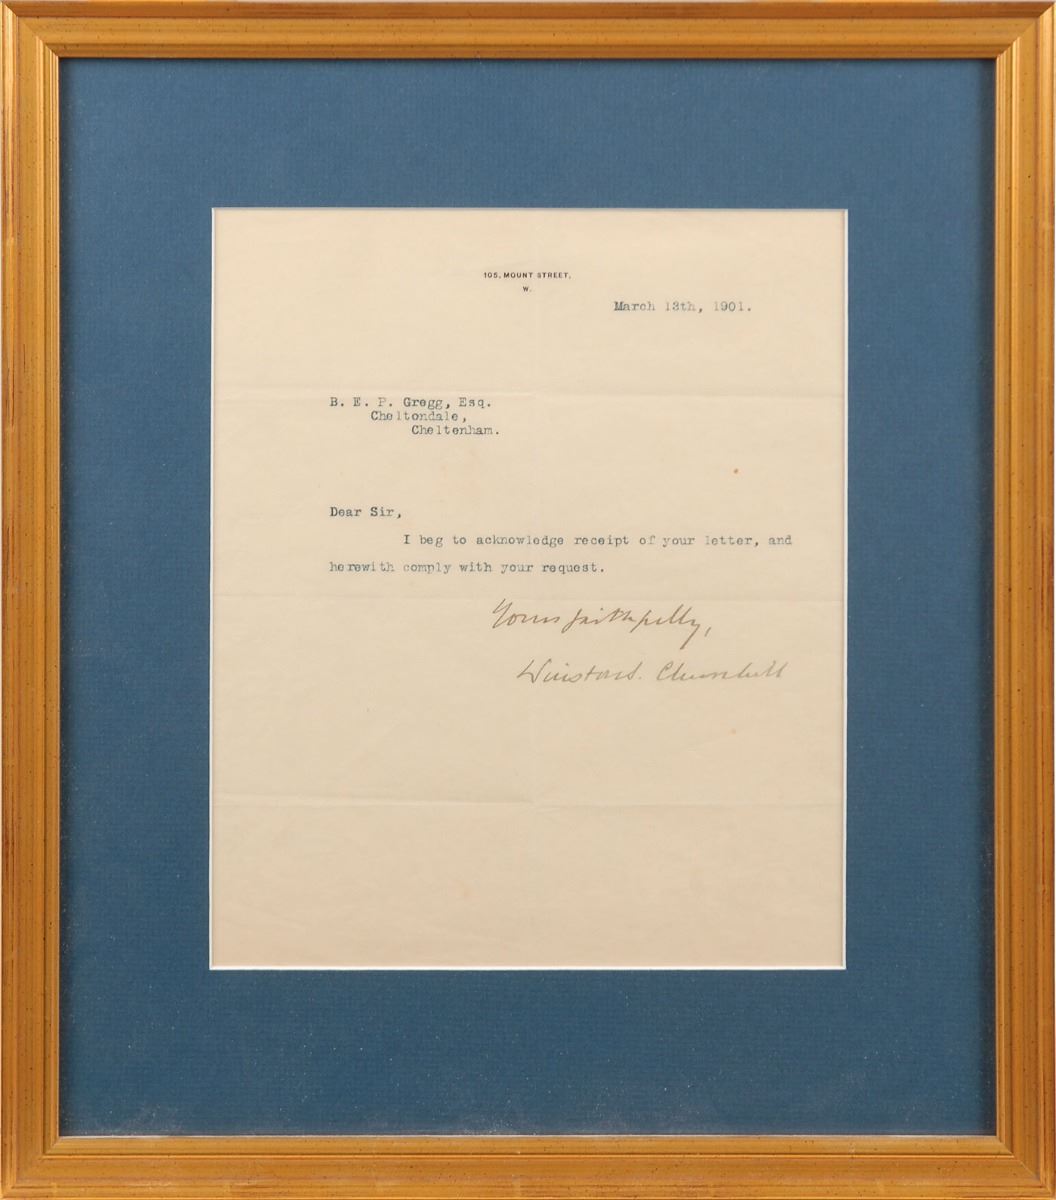 105, MOUNT STREET,
W.
March 13th, 1901.
B. E. P. Gregg, Esq.
Cheltondale,
Cheltenham.
Dear Sir,
I beg to acknowledge receipt of your letter, and
herewith comply with your request.
Yours faithfully,
Winston S. Churchill